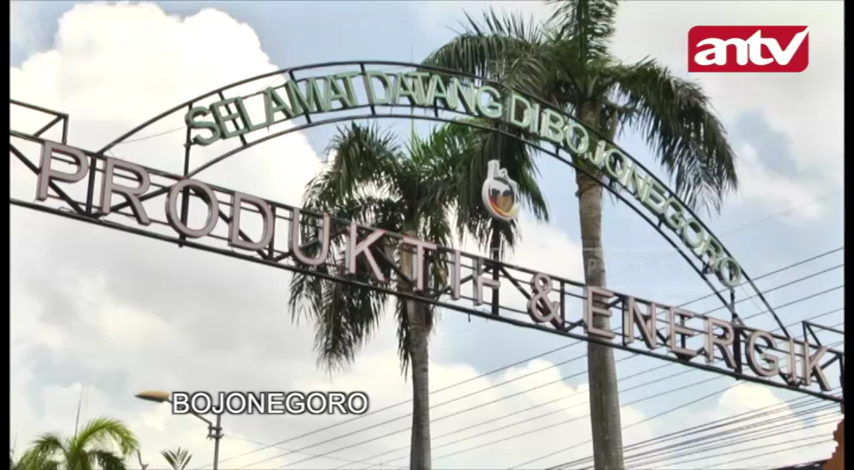 antv
SELAMAT DATANG DI BOJONEGORO
PRODUKTIF & ENERGIK
BOJONEGORO